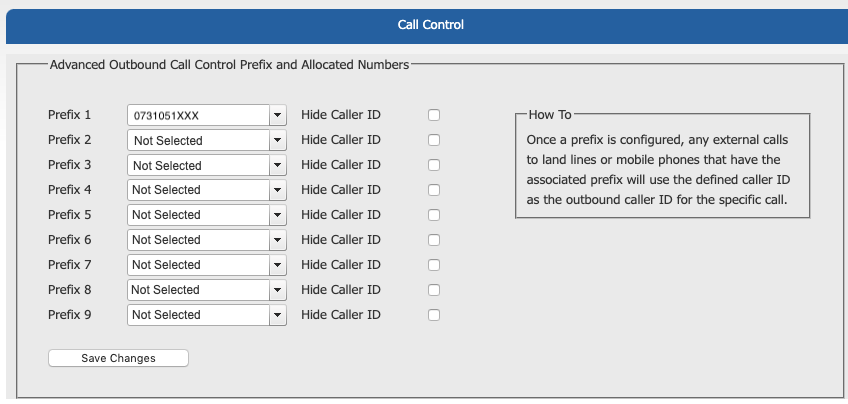 Call Control
Advanced Outbound Call Control Prefix and Allocated Numbers
Prefix 1 0731051XXX Hide Caller ID
Prefix 2 Not Selected Hide Caller ID
Prefix 3 Not Selected Hide Caller ID
Prefix 4 Not Selected Hide Caller ID
Prefix 5 Not Selected Hide Caller ID
Prefix 6 Not Selected Hide Caller ID
Prefix 7 Not Selected Hide Caller ID
Prefix 8 Not Selected Hide Caller ID
Prefix 9 Not Selected Hide Caller ID
Save Changes
How To
Once a prefix is configured, any external calls
to land lines or mobile phones that have the
associated prefix will use the defined caller ID
as the outbound caller ID for the specific call.